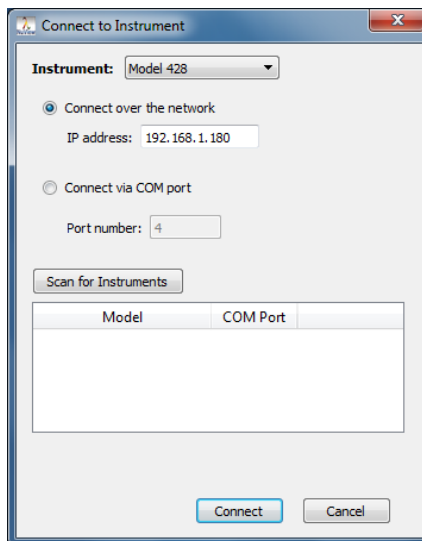 Connect to Instrument
Instrument: Model 428
Connect over the network
IP address: 192.168.1.180
Connect via COM port
Port number: 4
Scan for Instruments
Model COM Port
Connect Cancel